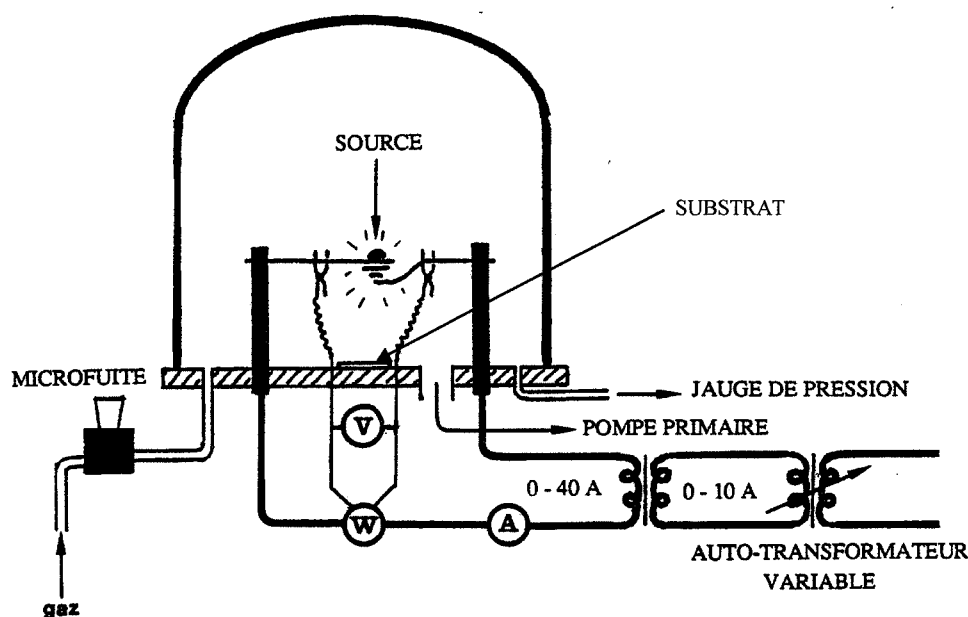 SOURCE
SUBSTRAT
MICROFUITE
JAUGE DE PRESSION
V
POMPE PRIMAIRE
0 - 40 A
0 - 10 A
W
A
AUTO-TRANSFORMATEUR
VARIABLE
gaz